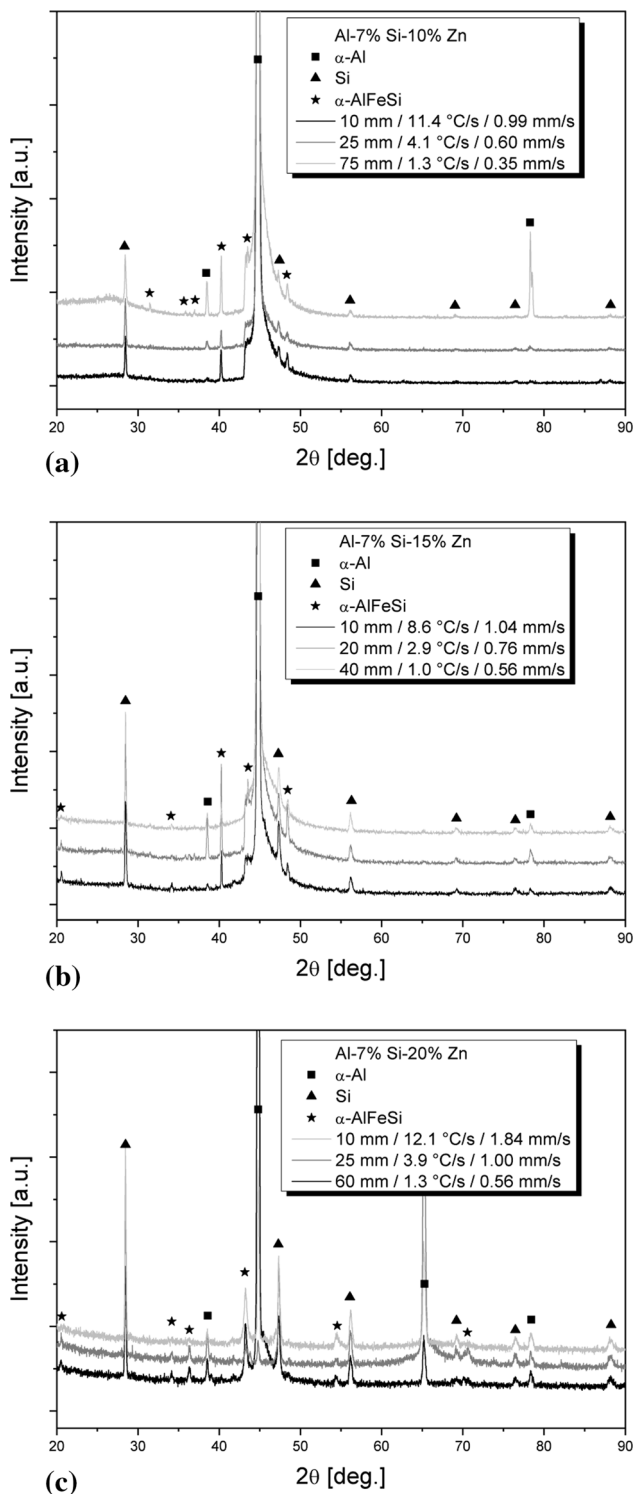 Al-7% Si-10% Zn
■ α-Al
▲ Si
★ α-AlFeSi
10 mm / 11.4 °C/s / 0.99 mm/s
25 mm / 4.1 °C/s / 0.60 mm/s
75 mm / 1.3 °C/s / 0.35 mm/s
Intensity [a.u.]
20 30 40 50 60 70 80 90
2θ [deg.]
(a)
Al-7% Si-15% Zn
■ α-Al
▲ Si
★ α-AlFeSi
10 mm / 8.6 °C/s / 1.04 mm/s
20 mm / 2.9 °C/s / 0.76 mm/s
40 mm / 1.0 °C/s / 0.56 mm/s
Intensity [a.u.]
20 30 40 50 60 70 80 90
2θ [deg.]
(b)
Al-7% Si-20% Zn
■ α-Al
▲ Si
★ α-AlFeSi
10 mm / 12.1 °C/s / 1.84 mm/s
25 mm / 3.9 °C/s / 1.00 mm/s
60 mm / 1.3 °C/s / 0.56 mm/s
Intensity [a.u.]
20 30 40 50 60 70 80 90
2θ [deg.]
(c)